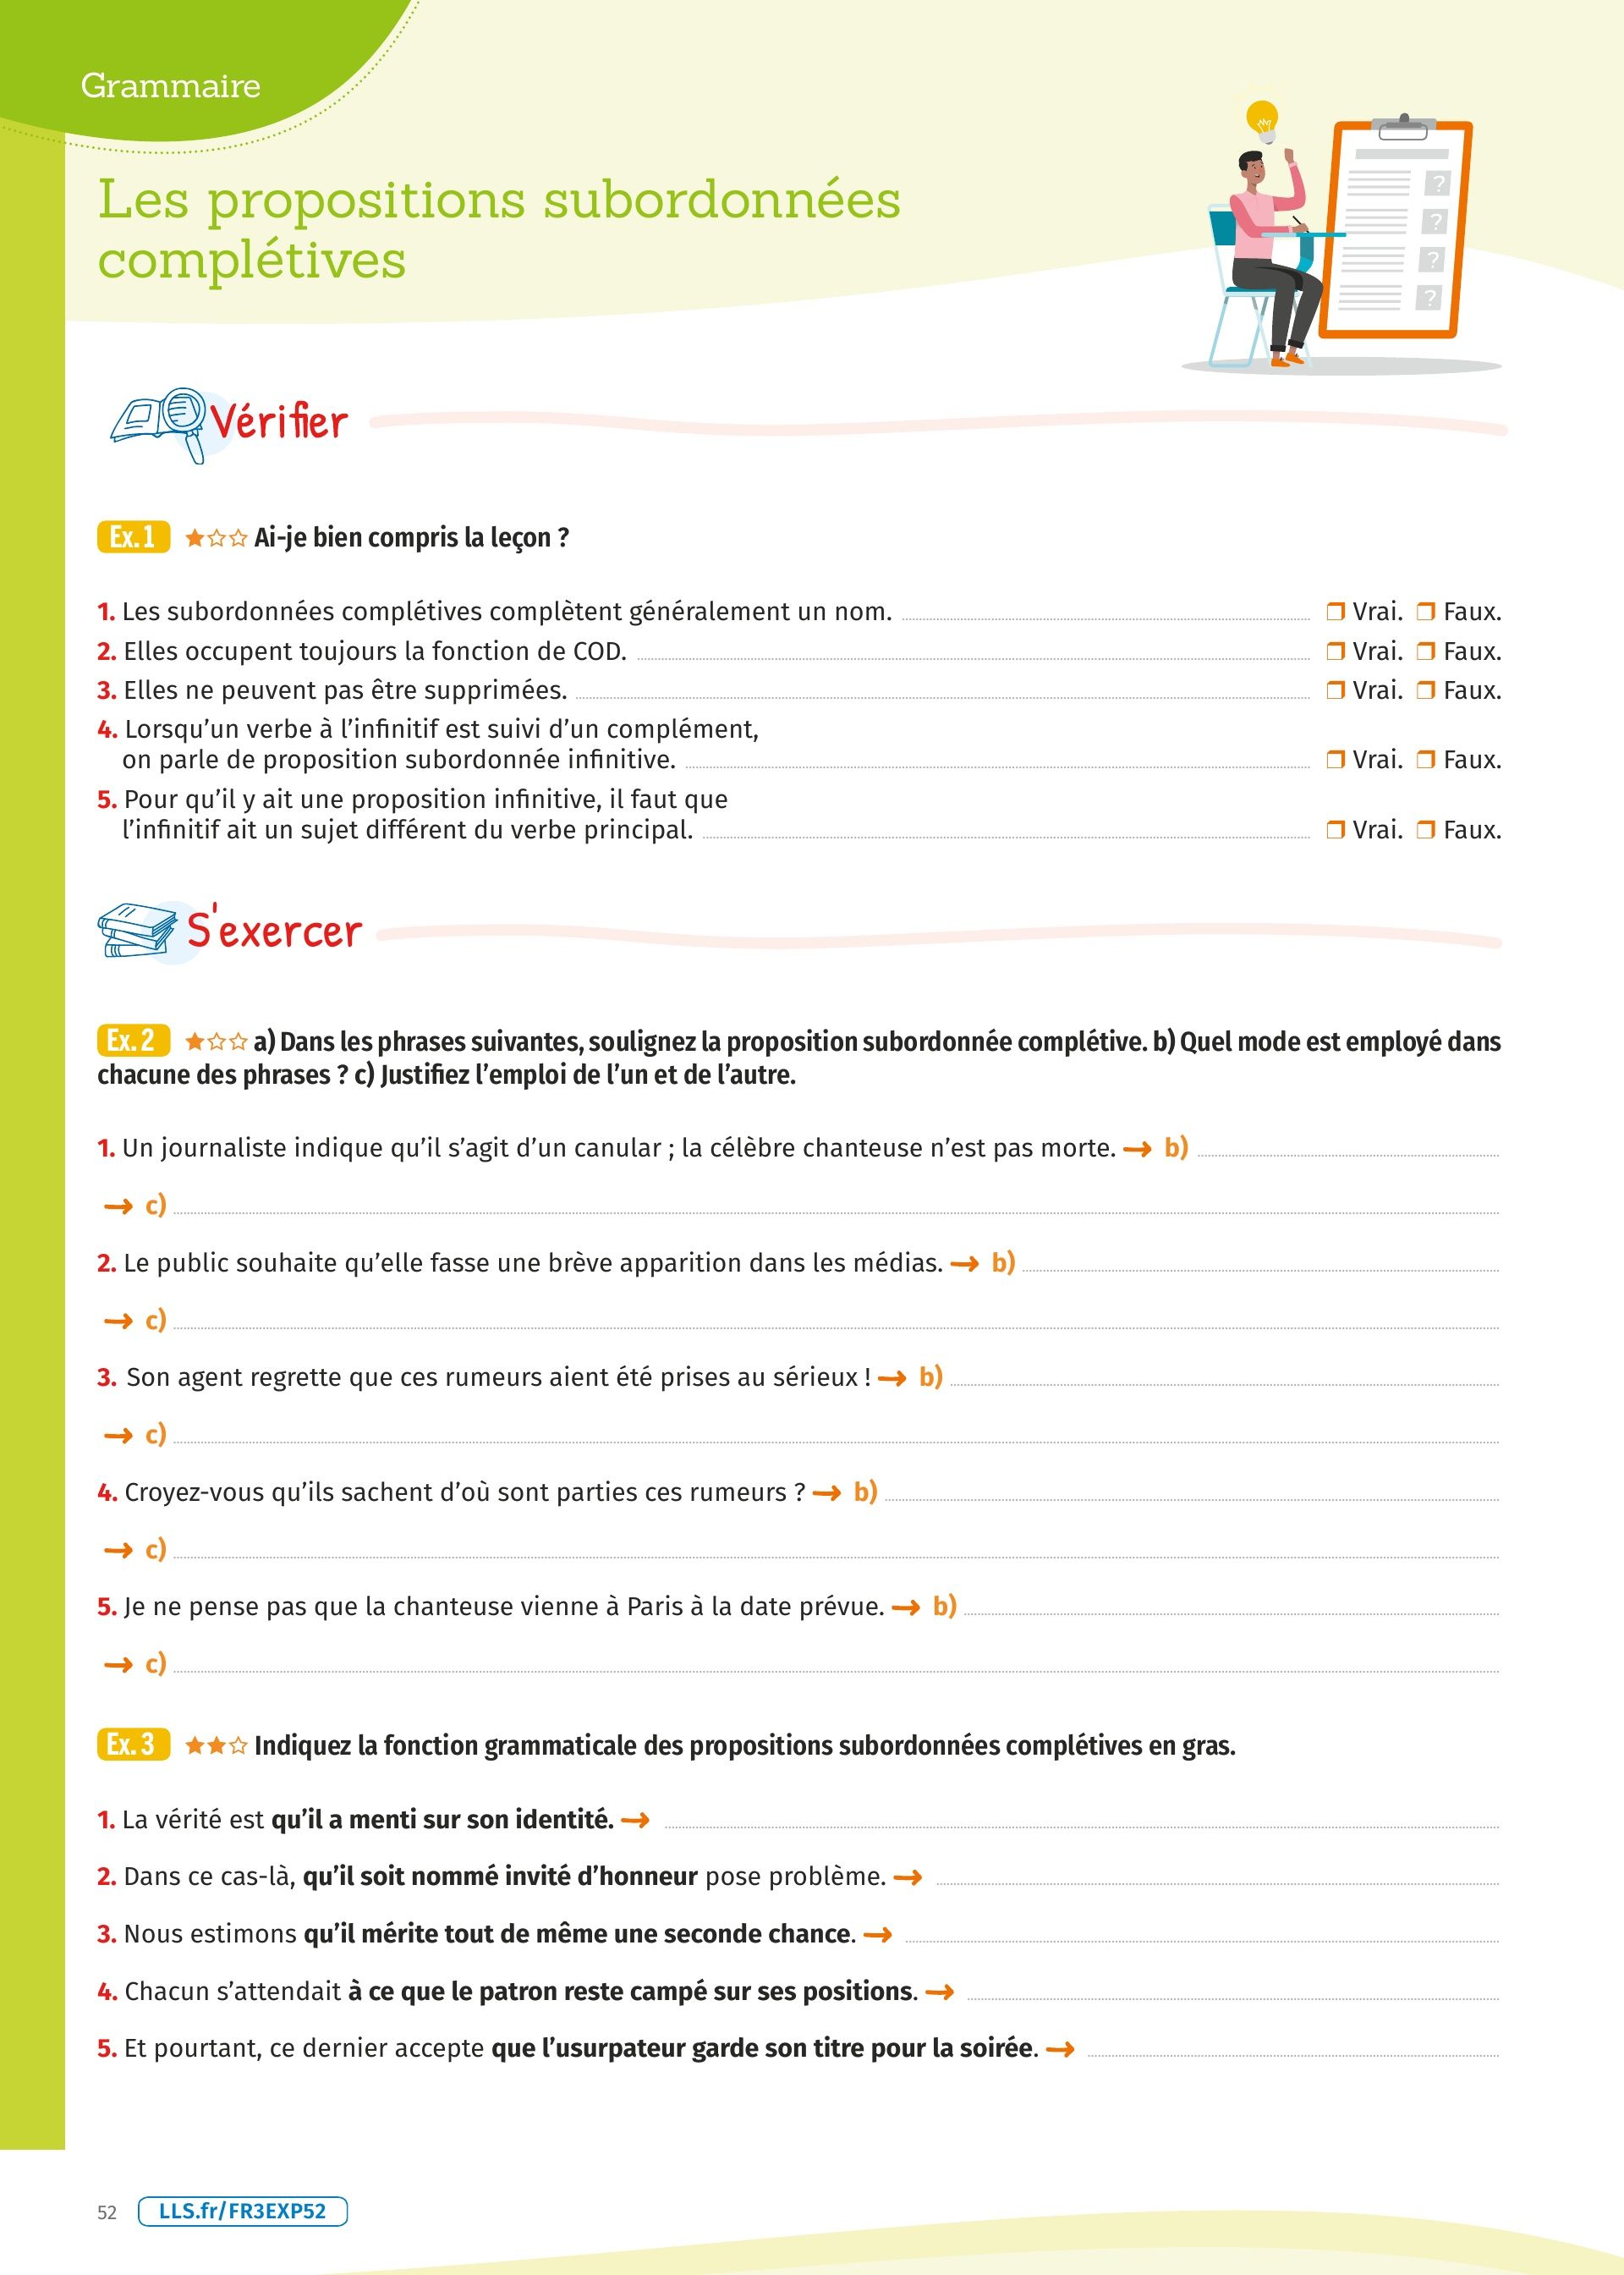 Grammaire
Les propositions subordonnées
complétives
?
?
?
?
Vérifier
Ex. 1 ★☆☆ Ai-je bien compris la leçon ?
1. Les subordonnées complétives complètent généralement un nom. ❒ Vrai. ❒ Faux.
2. Elles occupent toujours la fonction de COD. ❒ Vrai. ❒ Faux.
3. Elles ne peuvent pas être supprimées. ❒ Vrai. ❒ Faux.
4. Lorsqu’un verbe à l’infinitif est suivi d’un complément,
on parle de proposition subordonnée infinitive. ❒ Vrai. ❒ Faux.
5. Pour qu’il y ait une proposition infinitive, il faut que
l’infinitif ait un sujet différent du verbe principal. ❒ Vrai. ❒ Faux.
S'exercer
Ex. 2 ★☆☆ a) Dans les phrases suivantes, soulignez la proposition subordonnée complétive. b) Quel mode est employé dans
chacune des phrases ? c) Justifiez l’emploi de l’un et de l’autre.
1. Un journaliste indique qu’il s’agit d’un canular ; la célèbre chanteuse n’est pas morte. → b)
→ c)
2. Le public souhaite qu’elle fasse une brève apparition dans les médias. → b)
→ c)
3. Son agent regrette que ces rumeurs aient été prises au sérieux ! → b)
→ c)
4. Croyez-vous qu’ils sachent d’où sont parties ces rumeurs ? → b)
→ c)
5. Je ne pense pas que la chanteuse vienne à Paris à la date prévue. → b)
→ c)
Ex. 3 ★★☆ Indiquez la fonction grammaticale des propositions subordonnées complétives en gras.
1. La vérité est qu’il a menti sur son identité. →
2. Dans ce cas-là, qu’il soit nommé invité d’honneur pose problème. →
3. Nous estimons qu’il mérite tout de même une seconde chance. →
4. Chacun s’attendait à ce que le patron reste campé sur ses positions. →
5. Et pourtant, ce dernier accepte que l’usurpateur garde son titre pour la soirée. →
52 LLS.fr/FR3EXP52